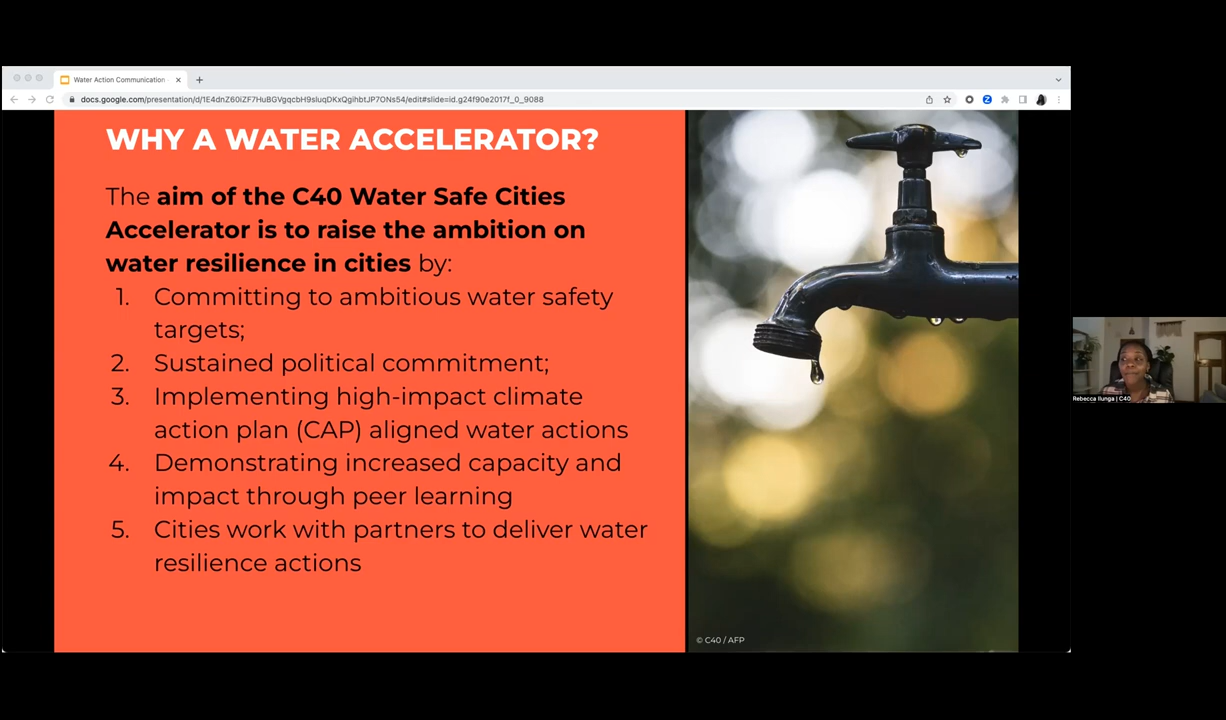 Water Action Communication
docs.google.com/presentation/d/1E4dnZ60iZF7HuBGVgqcbH9sluqDKxQgihbtJP7ONs54/edit#slide=id.g24f90e2017f_0_9088
WHY A WATER ACCELERATOR?
The aim of the C40 Water Safe Cities
Accelerator is to raise the ambition on
water resilience in cities by:
1. Committing to ambitious water safety
targets;
2. Sustained political commitment;
3. Implementing high-impact climate
action plan (CAP) aligned water actions
4. Demonstrating increased capacity and
impact through peer learning
5. Cities work with partners to deliver water
resilience actions
© C40 / AFP
Rebecca Ilunga | C40